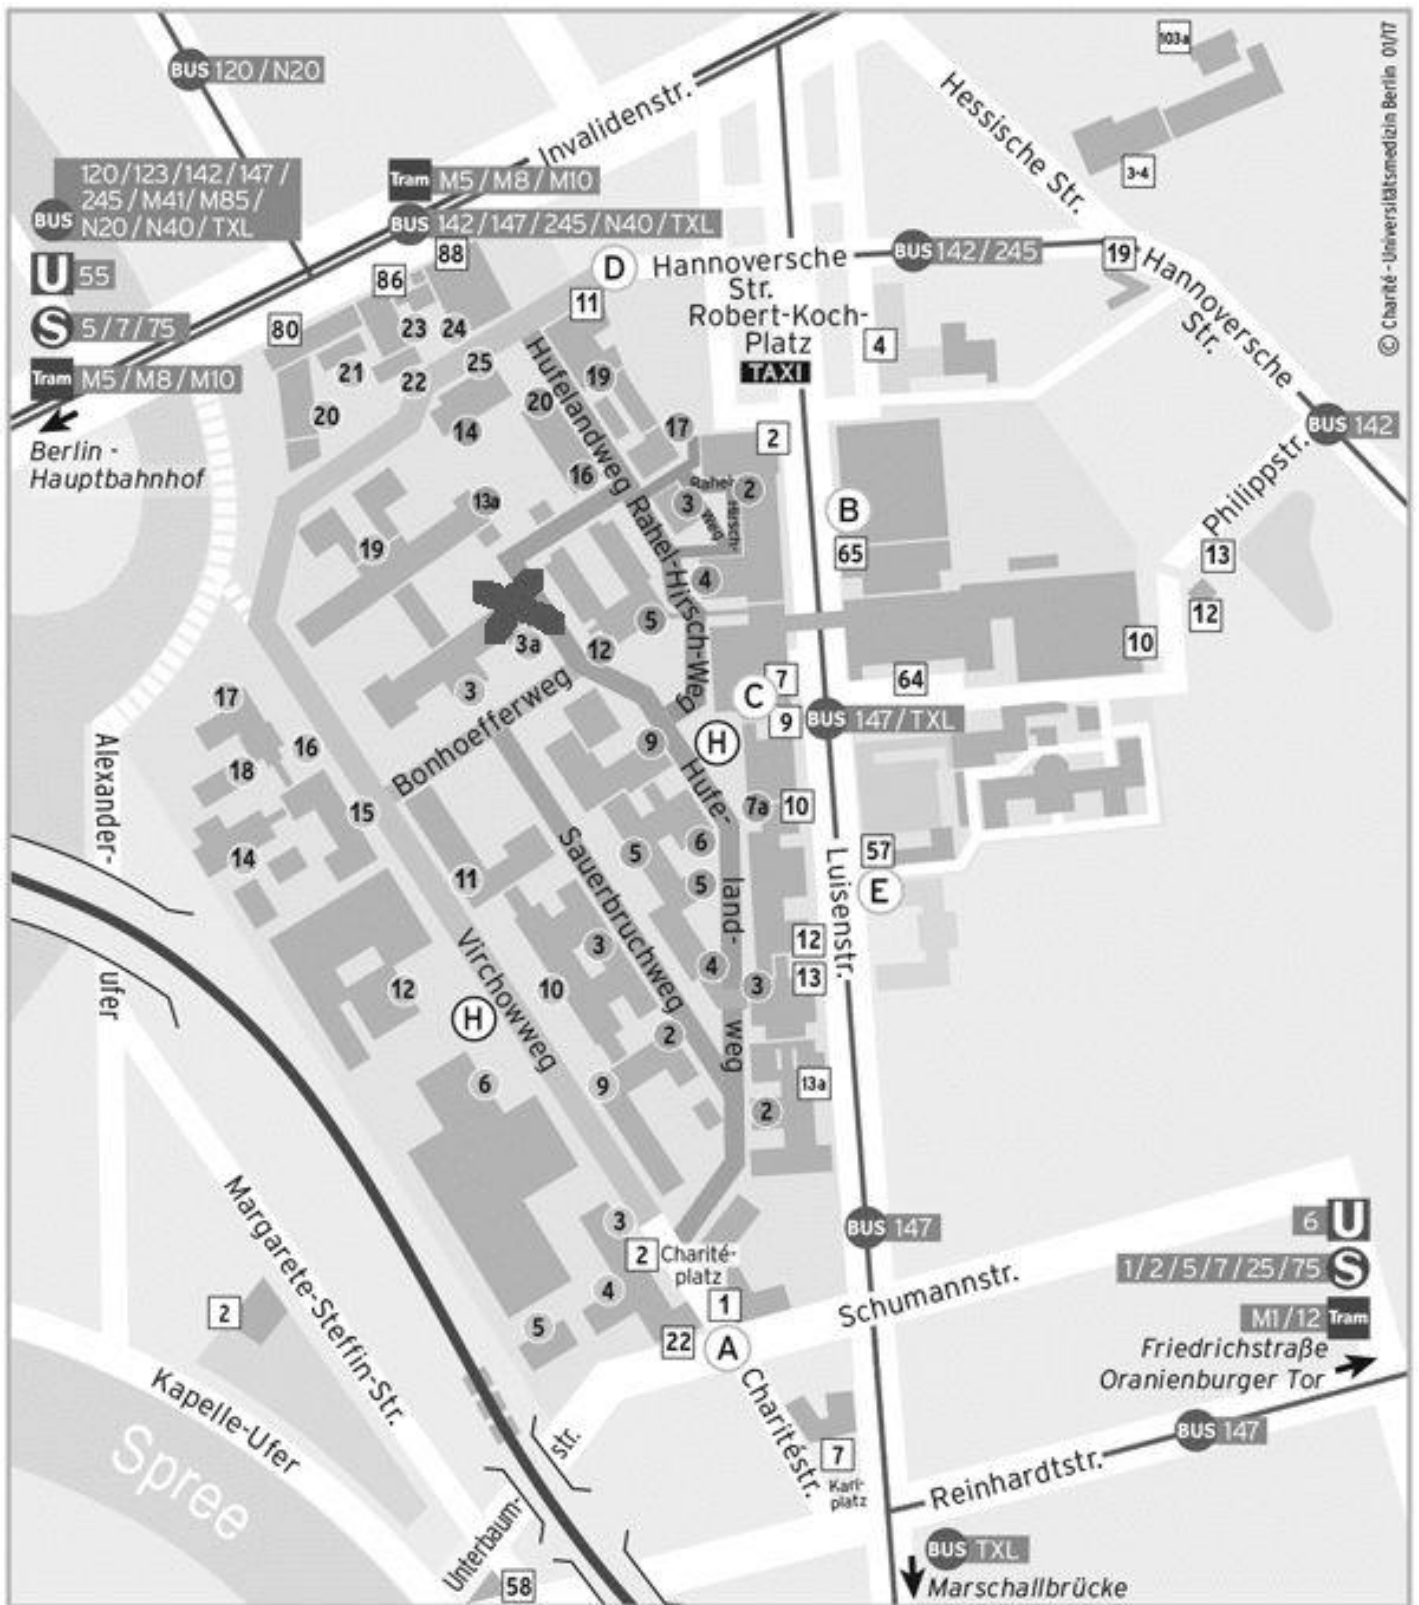 103a
© Charité - Universitätsmedizin Berlin 01/17
BUS 120 / N20
Hessische Str.
Invalidenstr.
3-4
120 / 123 / 142 / 147 /
245 / M41 / M85 /
BUS N20 / N40 / TXL
Tram M5 / M8 / M10
BUS 142 / 147 / 245 / N40 / TXL
U 55
S 5 / 7 / 75
Tram M5 / M8 / M10
Berlin -
Hauptbahnhof
88
86
80
D
Hannoversche
Str.
BUS 142 / 245
19
Hannoversche
Str.
11
Robert-Koch-
Platz
TAXI
4
23
24
21
22
25
20
Hufelandweg
19
20
14
17
16
2
BUS 142
Philippstr.
13a
19
Rahel-
Hirsch-
Weg
3
2
Rahel-Hirsch-Weg
4
B
65
13
12
10
3a
12
5
3
Bonhoefferweg
7
C
64
9
BUS 147 / TXL
H
9
17
16
18
15
14
Alexander-
ufer
Hufe-
land-
weg
7a
10
6
5
5
57
E
Luisenstr.
11
Sauerbruchweg
3
Virchowweg
12
10
H
4
3
12
13
2
6
9
13a
2
Margarete-Steffin-Str.
3
2
Charité-
platz
4
1
5
22
A
BUS 147
Schumannstr.
6 U
1 / 2 / 5 / 7 / 25 / 75 S
M1 / 12 Tram
Friedrichstraße
Oranienburger Tor
2
Kapelle-Ufer
Spree
Charitéstr.
7
Karl-
platz
BUS 147
Reinhardtstr.
Unterbaum-
str.
58
BUS TXL
Marschallbrücke